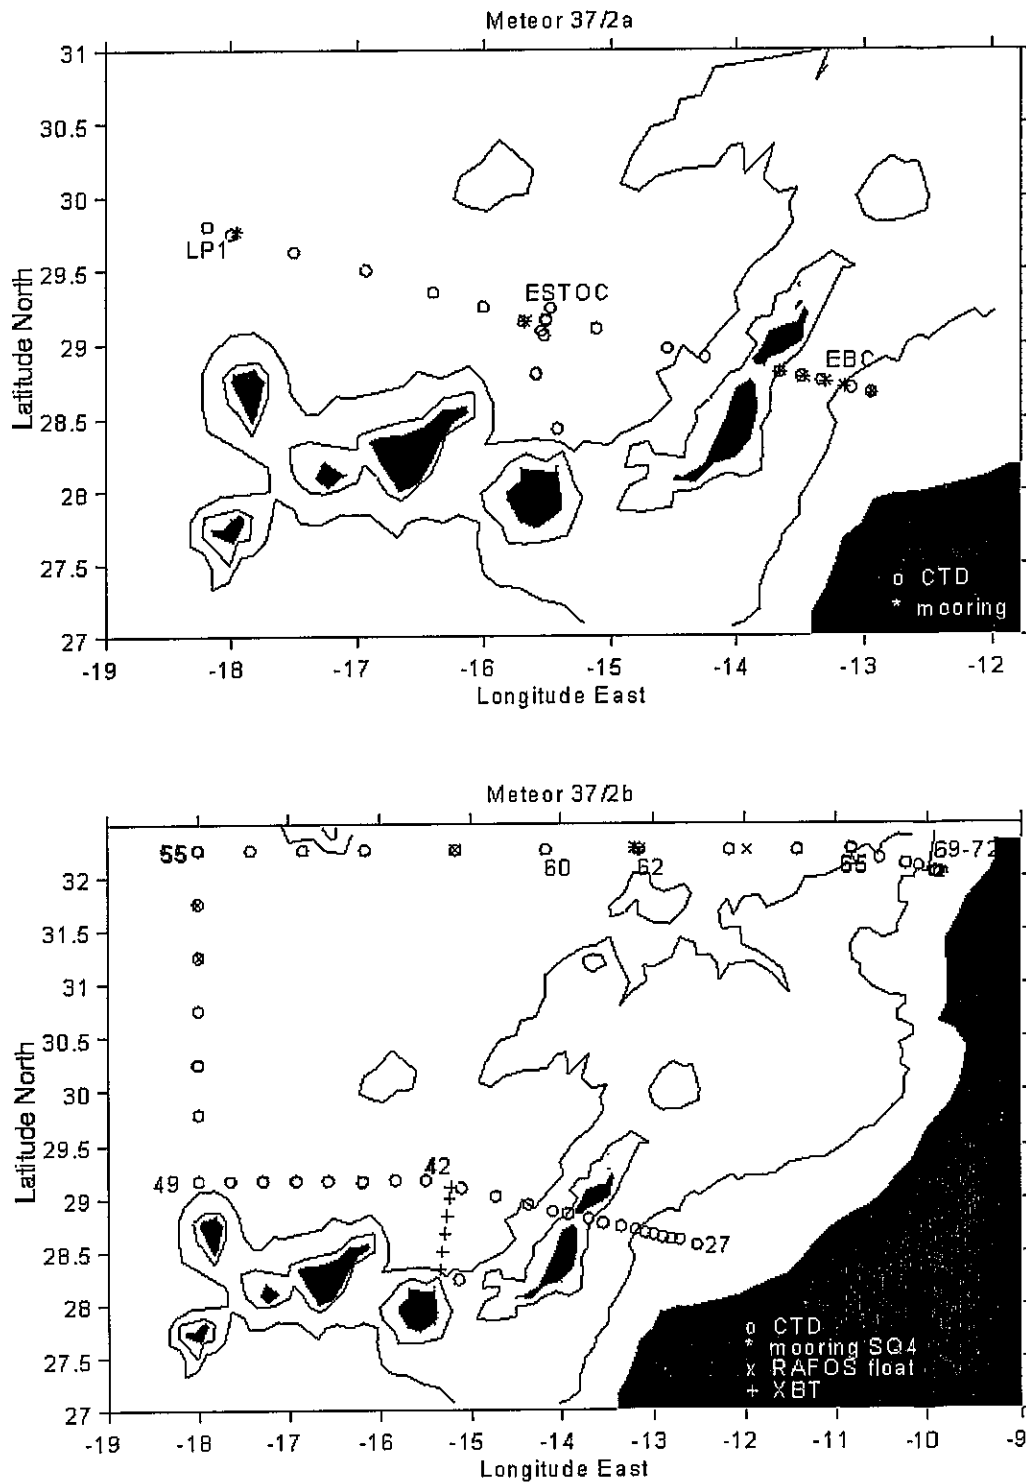 Meteor 37/2a
31
30.5
30
29.5
29
28.5
28
27.5
27
Latitude North
LP1
ESTOC
EBC
o CTD
* mooring
-19 -18 -17 -16 -15 -14 -13 -12
Longitude East
Meteor 37/2b
32
31.5
31
30.5
30
29.5
29
28.5
28
27.5
27
Latitude North
55
60
62
66
69-72
49
42
27
o CTD
* mooring SQ4
x RAFOS float
+ XBT
-19 -18 -17 -16 -15 -14 -13 -12 -11 -10 -9
Longitude East